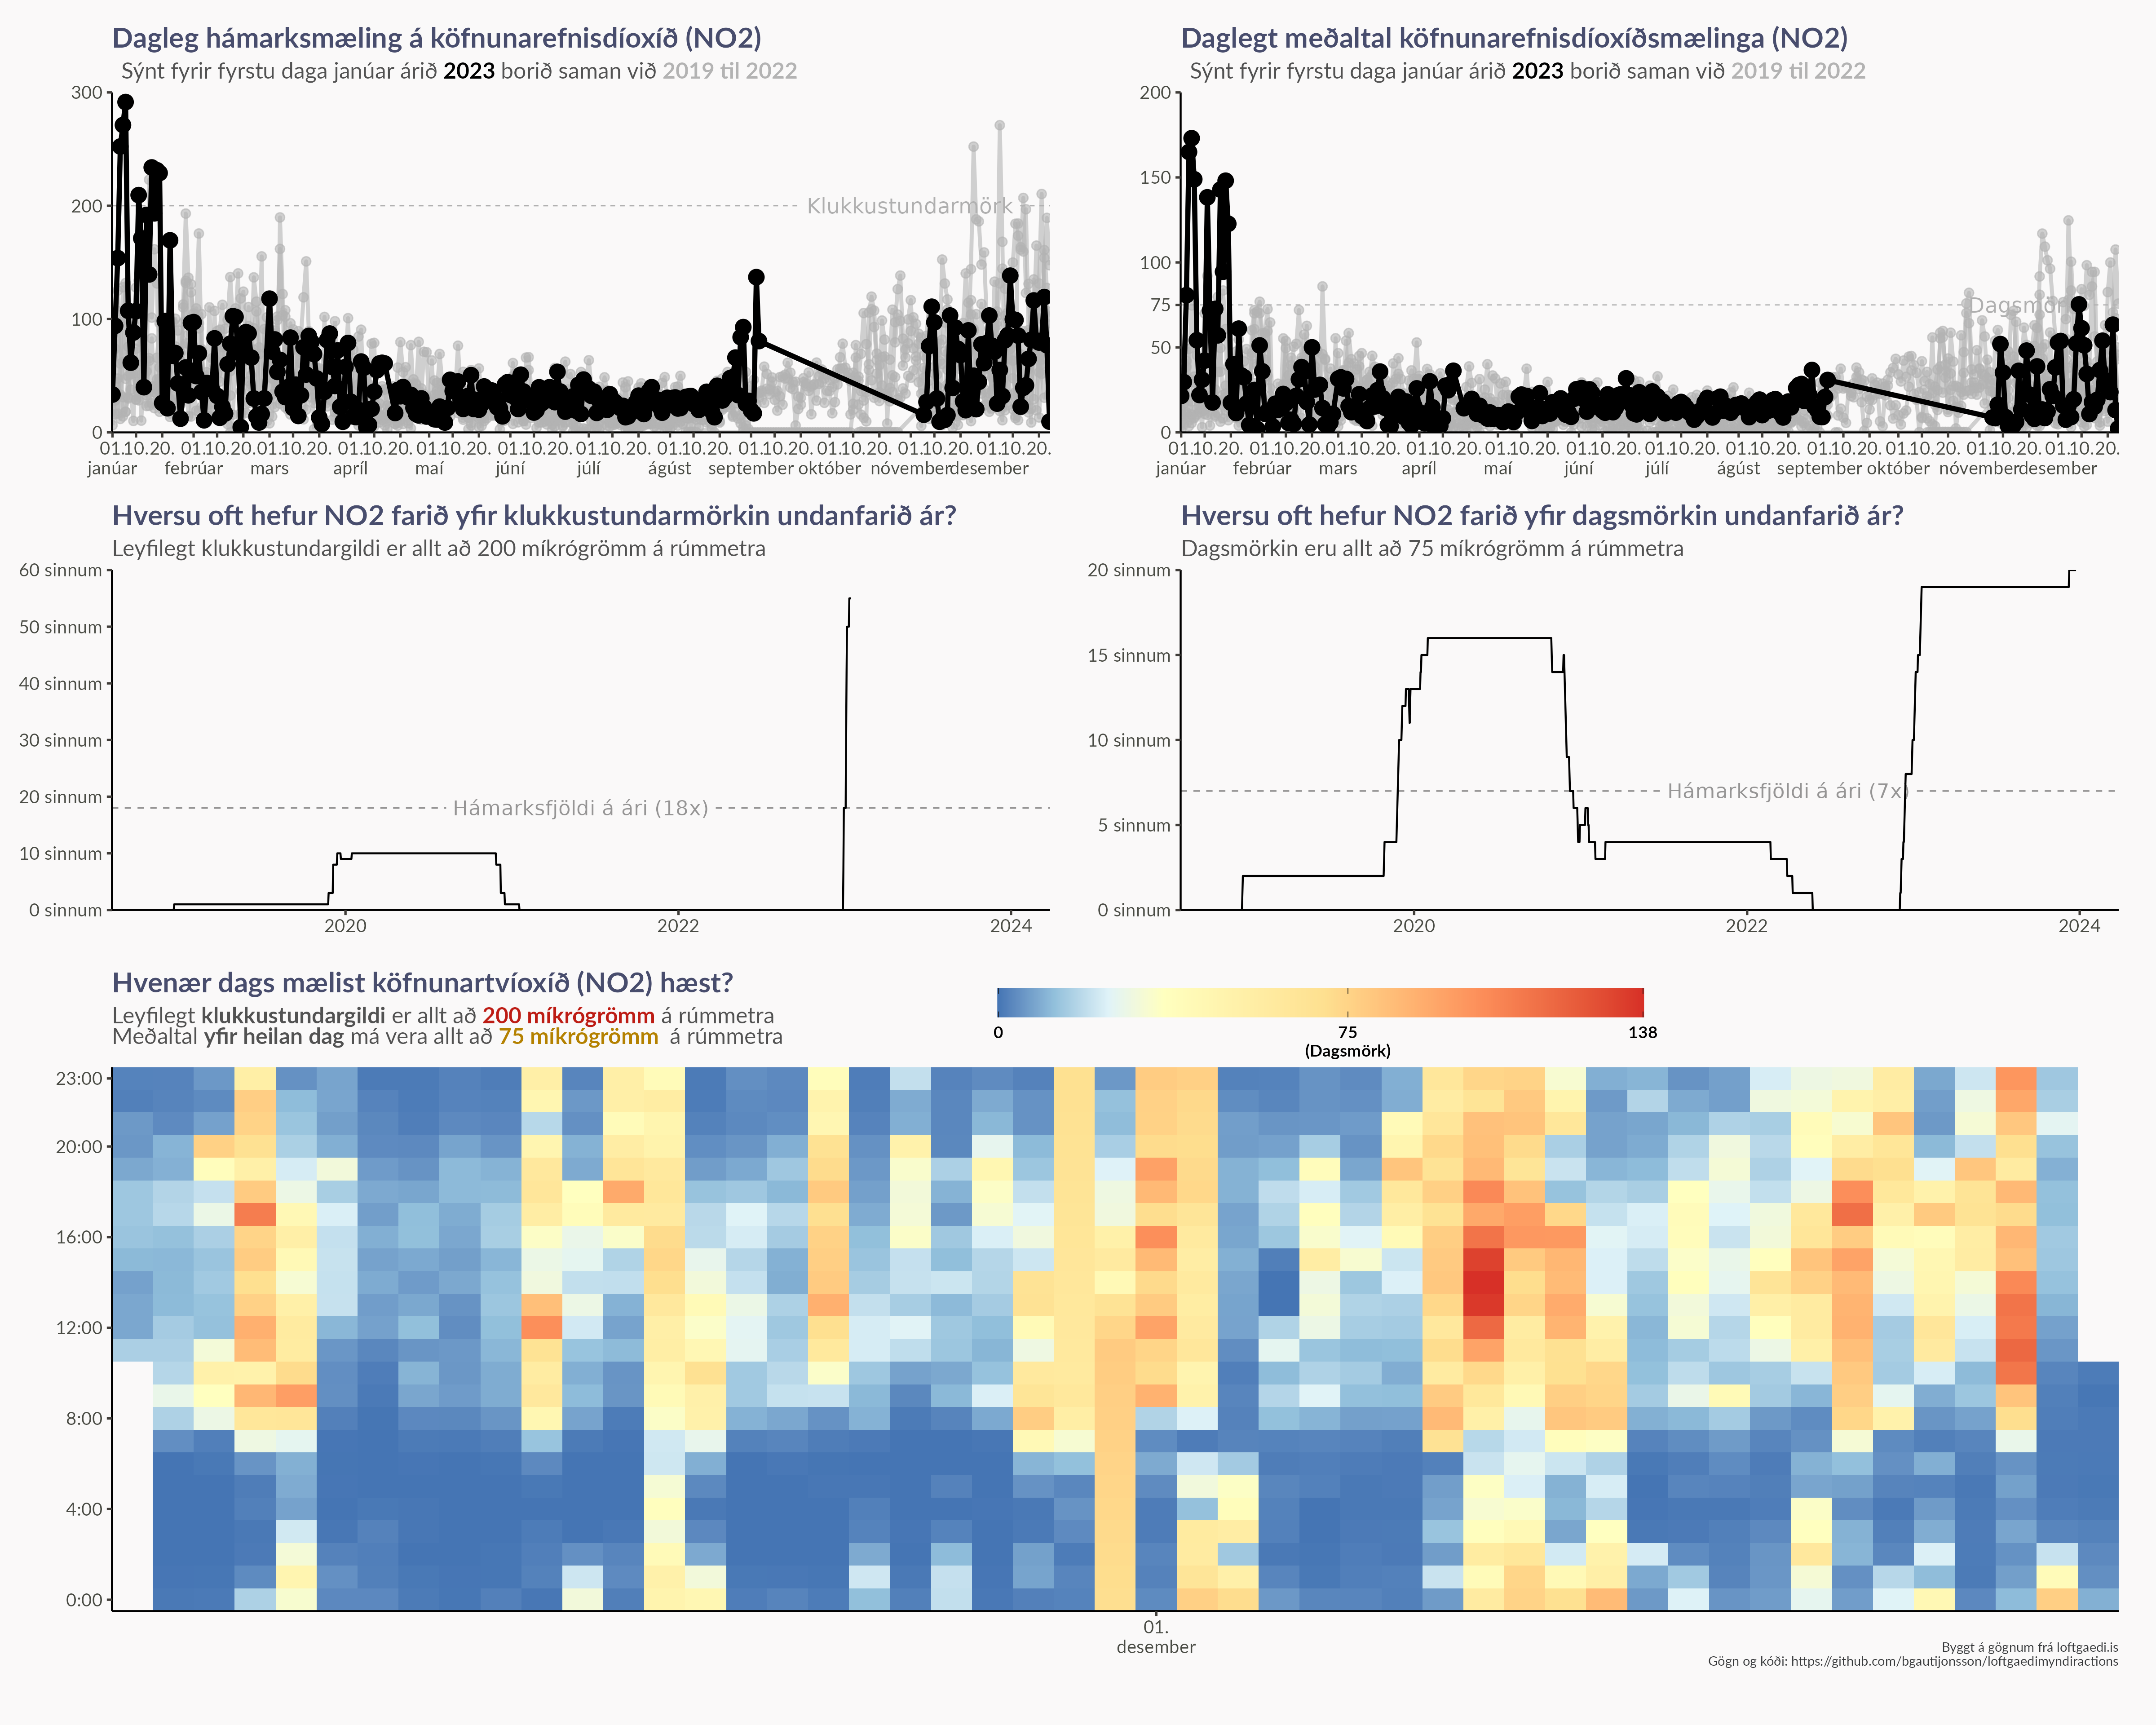 Dagleg hámarksmæling á köfnunarefnisdíoxíð (NO2)
Sýnt fyrir fyrstu daga janúar árið 2023 borið saman við 2019 til 2022
300
200
100
0
Klukkustundarmörk
01.10.20. 01.10.20. 01.10.20. 01.10.20. 01.10.20. 01.10.20. 01.10.20. 01.10.20. 01.10.20. 01.10.20. 01.10.20. 01.10.20.
janúar febrúar mars apríl maí júní júlí ágúst september október nóvember desember
Daglegt meðaltal köfnunarefnisdíoxíðsmælinga (NO2)
Sýnt fyrir fyrstu daga janúar árið 2023 borið saman við 2019 til 2022
200
150
100
75
50
0
Dagsmörk
01.10.20. 01.10.20. 01.10.20. 01.10.20. 01.10.20. 01.10.20. 01.10.20. 01.10.20. 01.10.20. 01.10.20. 01.10.20. 01.10.20.
janúar febrúar mars apríl maí júní júlí ágúst september október nóvember desember
Hversu oft hefur NO2 farið yfir klukkustundarmörkin undanfarið ár?
Leyfilegt klukkustundargildi er allt að 200 míkrógrömm á rúmmetra
60 sinnum
50 sinnum
40 sinnum
30 sinnum
20 sinnum
10 sinnum
0 sinnum
Hámarksfjöldi á ári (18x)
2020 2022 2024
Hversu oft hefur NO2 farið yfir dagsmörkin undanfarið ár?
Dagsmörkin eru allt að 75 míkrógrömm á rúmmetra
20 sinnum
15 sinnum
10 sinnum
5 sinnum
0 sinnum
Hámarksfjöldi á ári (7x)
2020 2022 2024
Hvenær dags mælist köfnunartvíoxíð (NO2) hæst?
Leyfilegt klukkustundargildi er allt að 200 míkrógrömm á rúmmetra
Meðaltal yfir heilan dag má vera allt að 75 míkrógrömm á rúmmetra
0 75 138
(Dagsmörk)
23:00
20:00
16:00
12:00
8:00
4:00
0:00
01.
desember
Byggt á gögnum frá loftgaedi.is
Gögn og kóði: https://github.com/bgautijonsson/loftgaedimyndiractions